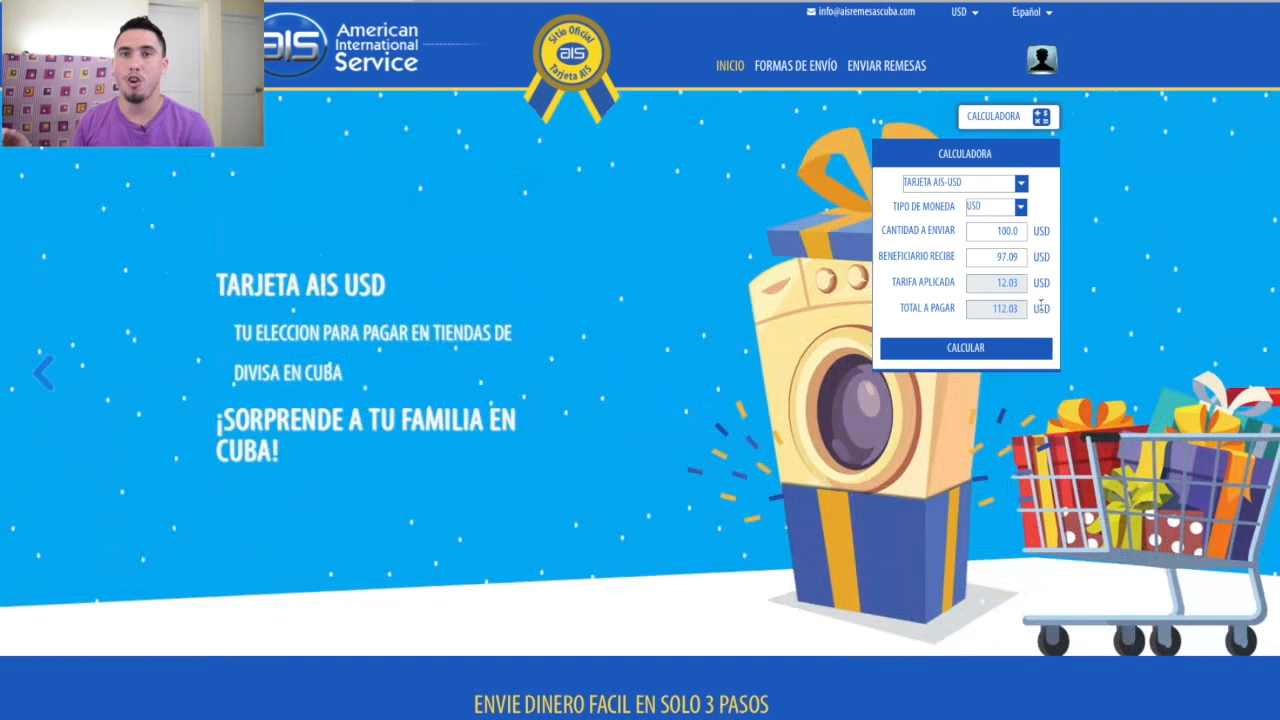 info@aisremesascuba.com
USD
Español
ais
American
International
Service
Sitio Oficial
ais
Tarjeta AIS
INICIO
FORMAS DE ENVÍO
ENVIAR REMESAS
CALCULADORA
CALCULADORA
TARJETA AIS-USD
TIPO DE MONEDA
USD
CANTIDAD A ENVIAR
100.0
USD
BENEFICIARIO RECIBE
97.09
USD
TARIFA APLICADA
12.03
USD
TOTAL A PAGAR
112.03
USD
CALCULAR
TARJETA AIS USD
TU ELECCION PARA PAGAR EN TIENDAS DE
DIVISA EN CUBA
¡SORPRENDE A TU FAMILIA EN
CUBA!
ENVIE DINERO FACIL EN SOLO 3 PASOS